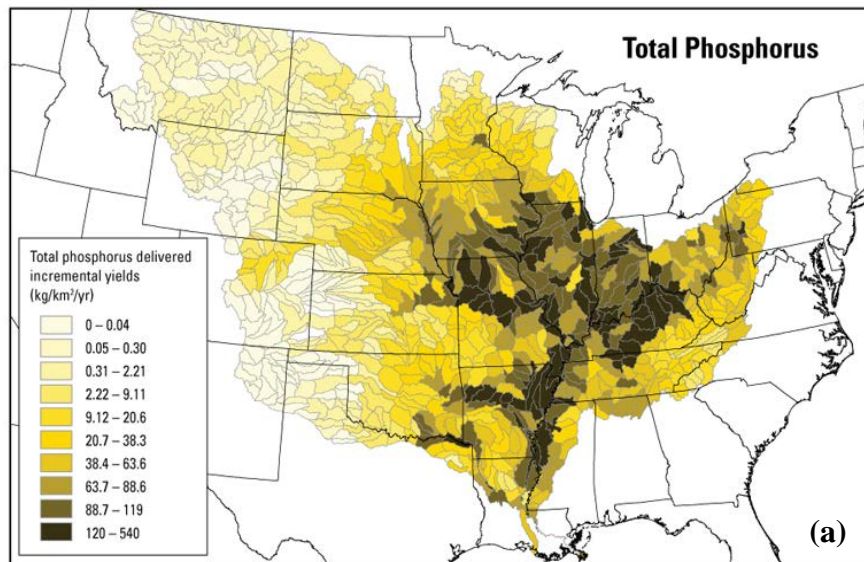 Total Phosphorus
Total phosphorus delivered
incremental yields
(kg/km²/yr)
0 – 0.04
0.05 – 0.30
0.31 – 2.21
2.22 – 9.11
9.12 – 20.6
20.7 – 38.3
38.4 – 63.6
63.7 – 88.6
88.7 – 119
120 – 540
(a)